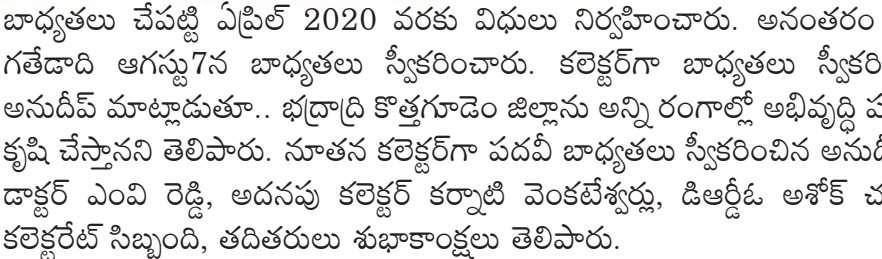 బాధ్యతలు చేపట్టి ఏప్రిల్ 2020 వరకు విధులు నిర్వహించారు. అనంతరం
గతేడాది ఆగస్టు7న బాధ్యతలు స్వీకరించారు. కలెక్టర్‌గా బాధ్యతలు
అనుదీప్ మాట్లాడుతూ.. భద్రాద్రి కొత్తగూడెం జిల్లాను అన్ని రంగాల్లో అభివృద్ధి
కృషి చేస్తానని తెలిపారు. నూతన కలెక్టర్‌గా పదవీ బాధ్యతలు స్వీకరించిన
డాక్టర్ ఎంవి రెడ్డి, అదనపు కలెక్టర్ కర్నాటి వెంకటేశ్వర్లు, డిఆర్డీఓ అశోక్
కలెక్టరేట్ సిబ్బంది, తదితరులు శుభాకాంక్షలు తెలిపారు.